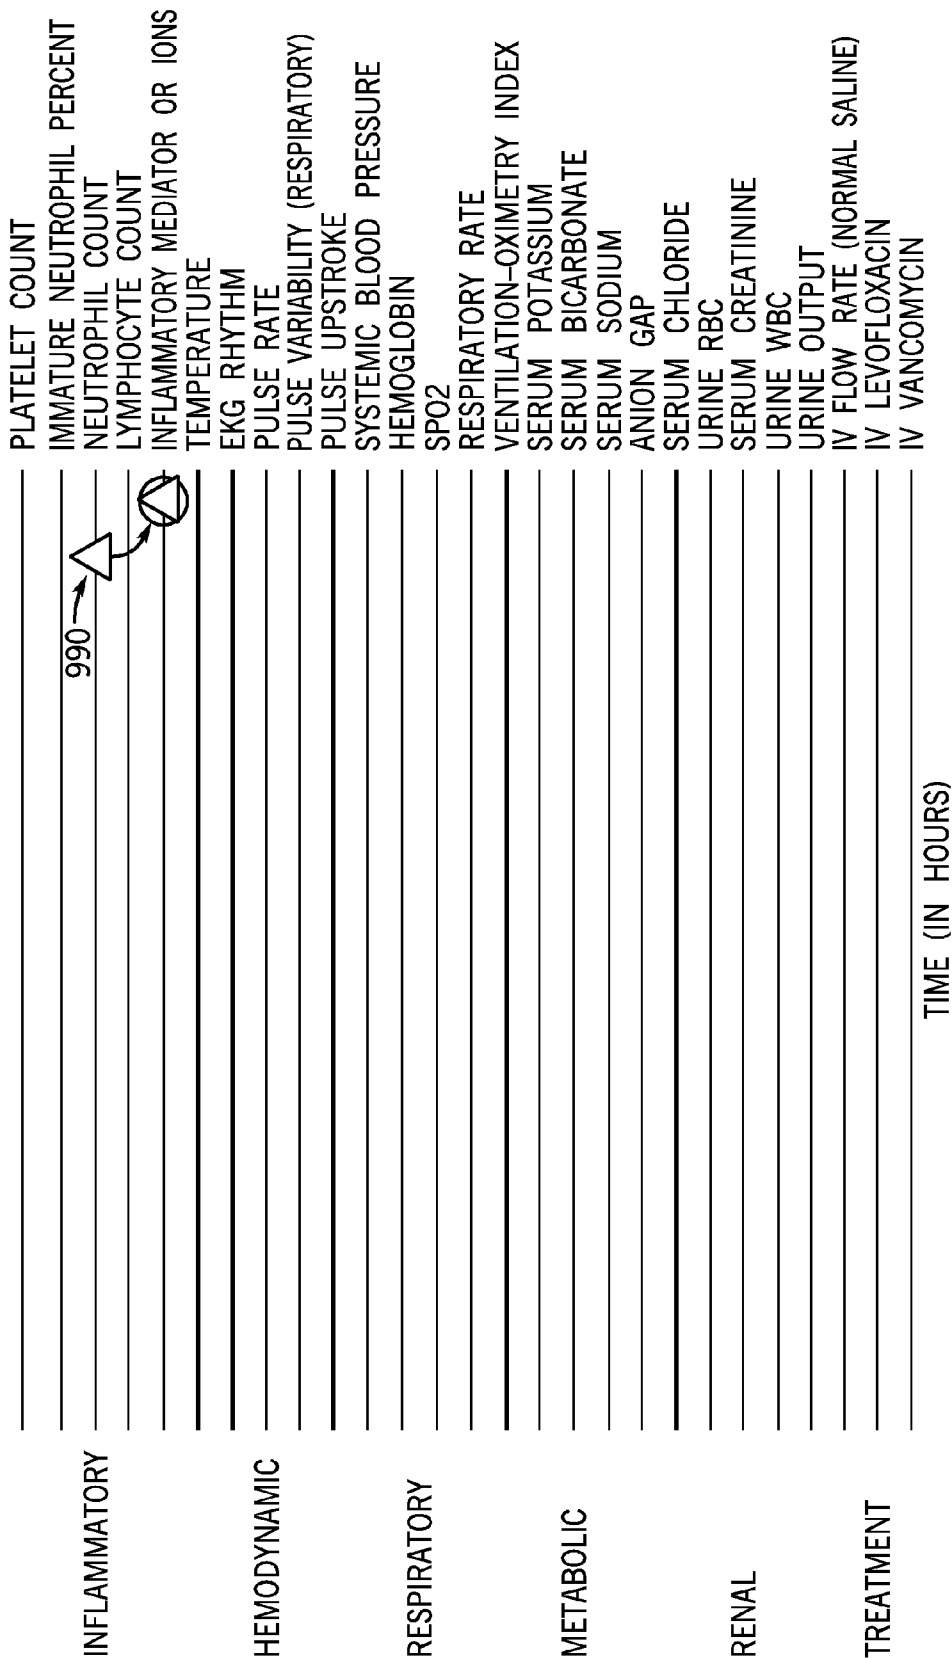 PLATELET COUNT
IMMATURE NEUTROPHIL PERCENT
NEUTROPHIL COUNT
LYMPHOCYTE COUNT
INFLAMMATORY MEDIATOR OR IONS
TEMPERATURE
EKG RHYTHM
PULSE RATE
PULSE VARIABILITY (RESPIRATORY)
PULSE UPSTROKE
SYSTEMIC BLOOD PRESSURE
HEMOGLOBIN
SPO2
RESPIRATORY RATE
VENTILATION-OXIMETRY INDEX
SERUM POTASSIUM
SERUM BICARBONATE
SERUM SODIUM
ANION GAP
SERUM CHLORIDE
URINE RBC
SERUM CREATININE
URINE WBC
URINE OUTPUT
IV FLOW RATE (NORMAL SALINE)
IV LEVOFLOXACIN
IV VANCOMYCIN
990
INFLAMMATORY
HEMODYNAMIC
RESPIRATORY
METABOLIC
RENAL
TREATMENT
TIME (IN HOURS)